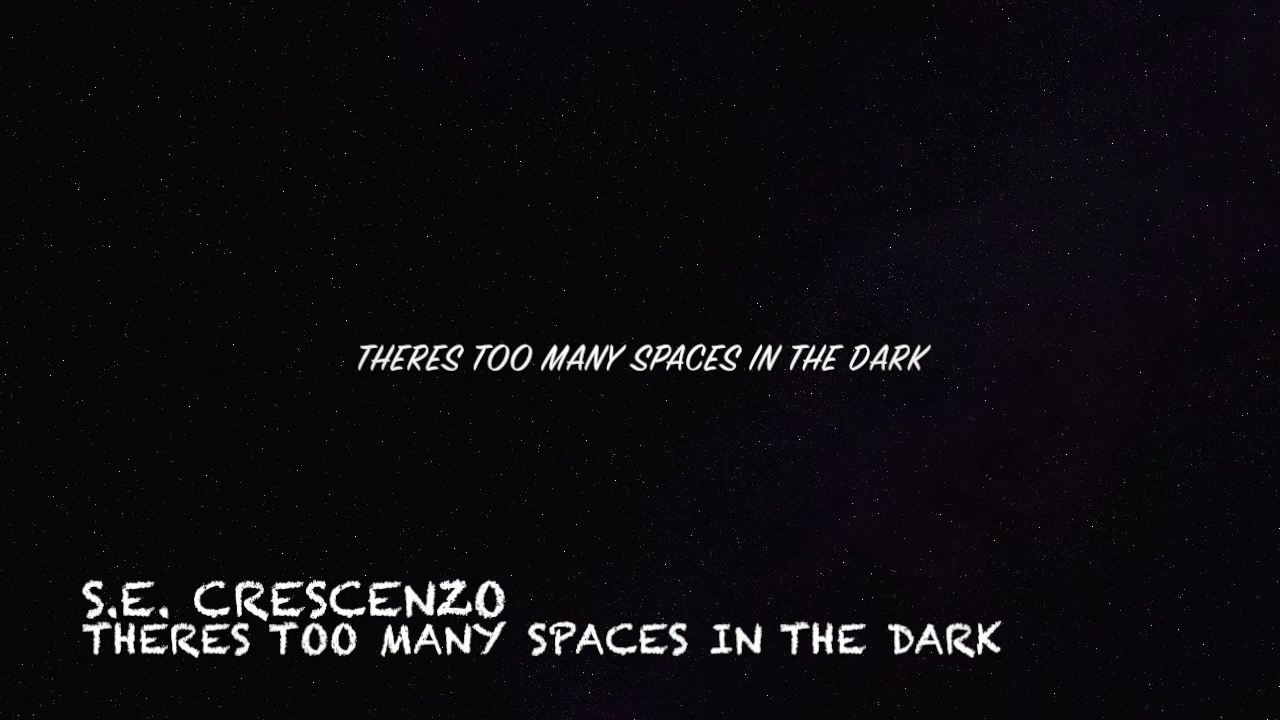 THERES TOO MANY SPACES IN THE DARK
S.E. CRESCENZO
THERES TOO MANY SPACES IN THE DARK